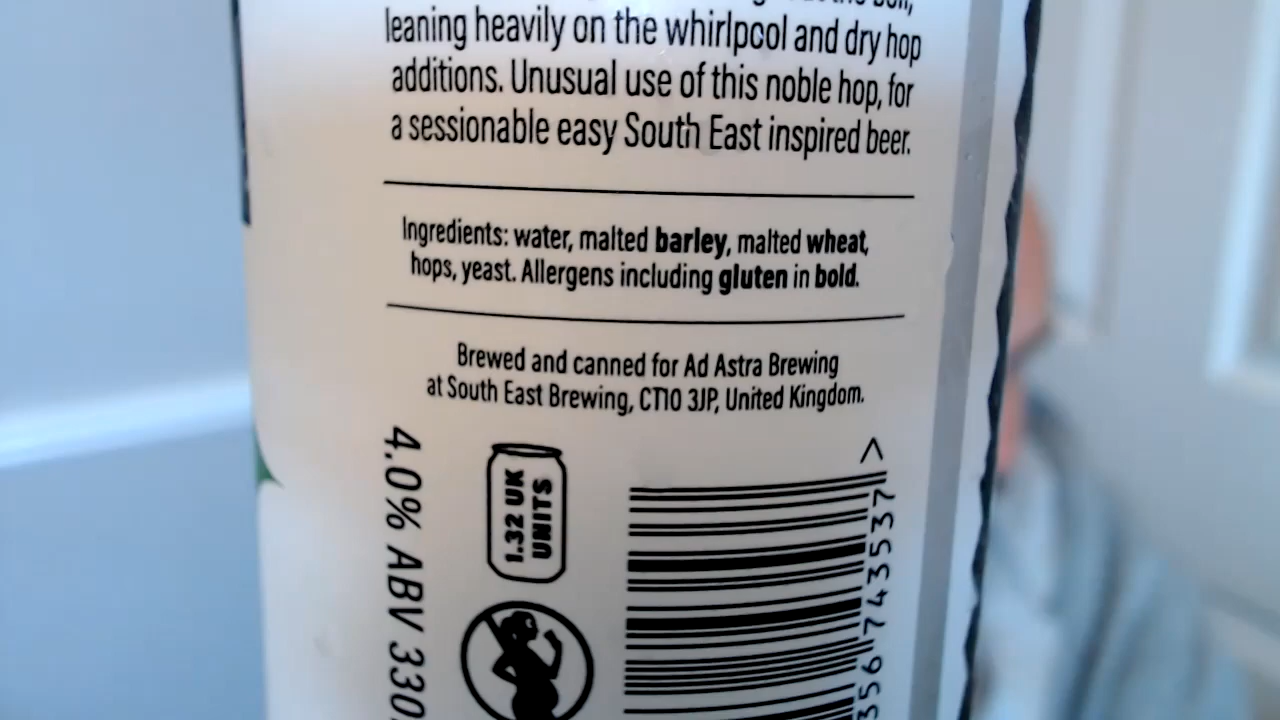 leaning heavily on the whirlpool and dry hop
additions. Unusual use of this noble hop, for
a sessionable easy South East inspired beer.
Ingredients: water, malted barley, malted wheat,
hops, yeast. Allergens including gluten in bold.
Brewed and canned for Ad Astra Brewing
at South East Brewing, CT10 3JP, United Kingdom.
4.0% ABV 330
1.32 UK
UNITS
356 743537 >